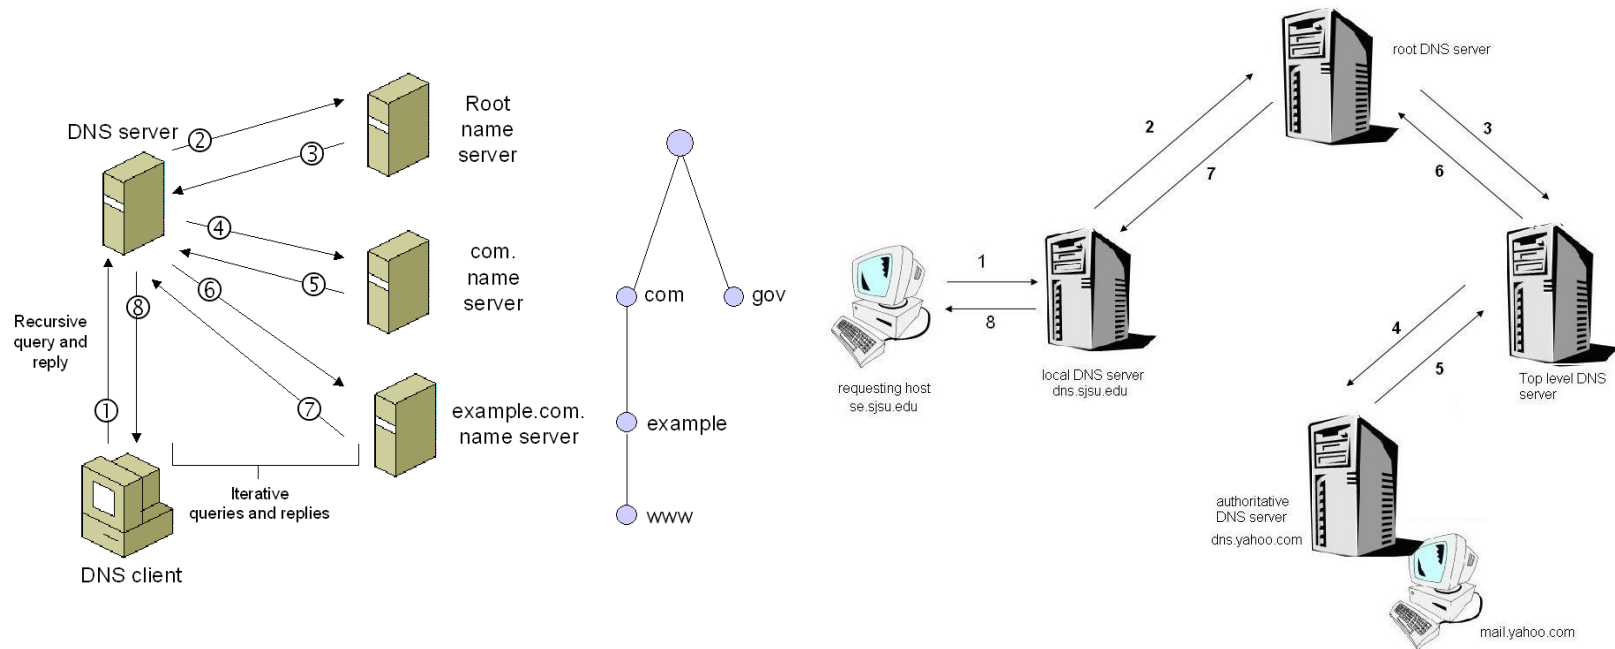 DNS server
②
③
Root
name
server
④
⑤
com.
name
server
⑥
⑧
Recursive
query and
reply
①
⑦
example.com.
name server
Iterative
queries and replies
DNS client
com
gov
example
www
root DNS server
2
7
3
6
1
8
requesting host
se.sjsu.edu
local DNS server
dns.sjsu.edu
Top level DNS
server
4
5
authoritative
DNS server
dns.yahoo.com
mail.yahoo.com